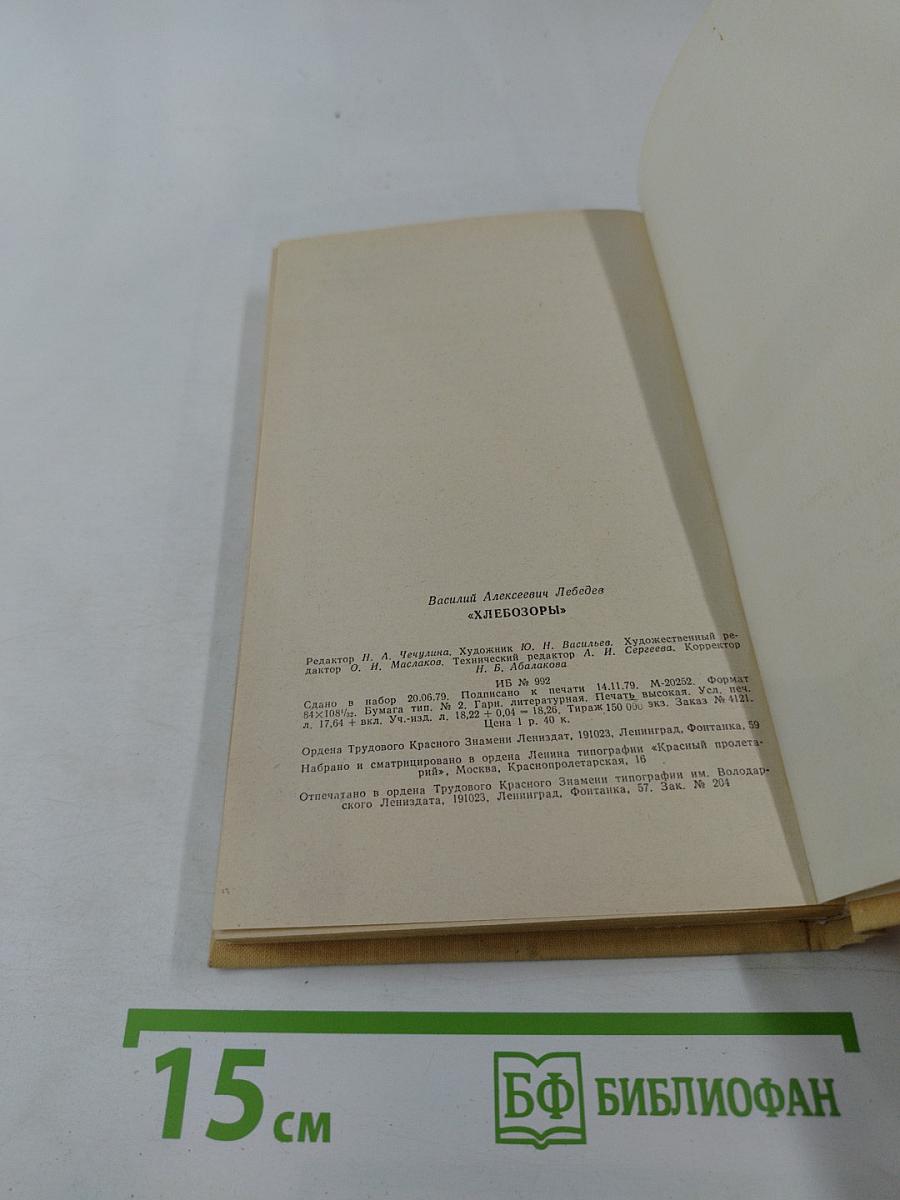 Василий Алексеевич Лебедев
«ХЛЕБОЗОРЫ»
Редактор Н. А. Чечулина. Художник Ю. Н. Васильев. Художественный ре-
дактор О. И. Маслаков. Технический редактор А. И. Сергеева. Корректор
Н. Б. Абалакова
ИБ № 992
Сдано в набор 20.06.79. Подписано к печати 14.11.79. М-20252. Формат
84×108¹/₃₂. Бумага тип. № 2. Гарн. литературная. Печать высокая. Усл. печ.
л. 17,64 + вкл. Уч.-изд. л. 18,22 + 0,04 = 18,26. Тираж 150 000 экз. Заказ № 4121.
Цена 1 р. 40 к.
Ордена Трудового Красного Знамени Лениздат, 191023, Ленинград, Фонтанка, 59
Набрано и сматрицировано в ордена Ленина типографии «Красный пролета-
рий», Москва, Краснопролетарская, 16
Отпечатано в ордена Трудового Красного Знамени типографии им. Володар-
ского Лениздата, 191023, Ленинград, Фонтанка, 57. Зак. № 204
15 см
БФ БИБЛИОФАН